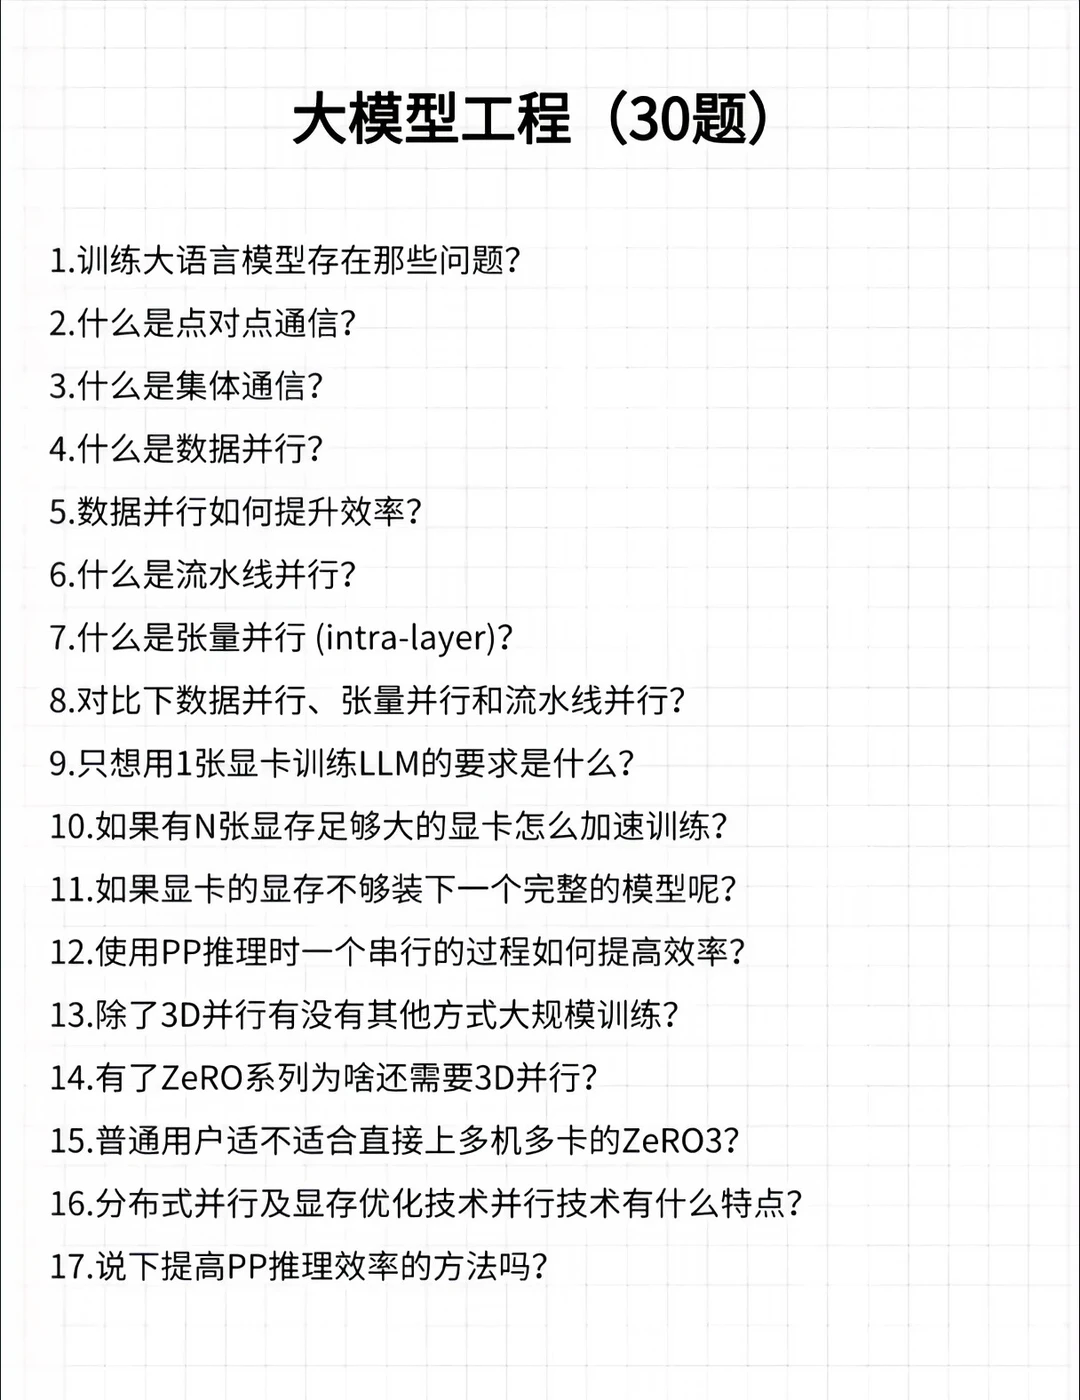 大模型工程（30题）
1.训练大语言模型存在那些问题？
2.什么是点对点通信？
3.什么是集体通信？
4.什么是数据并行？
5.数据并行如何提升效率？
6.什么是流水线并行？
7.什么是张量并行 (intra-layer)？
8.对比下数据并行、张量并行和流水线并行？
9.只想用1张显卡训练LLM的要求是什么？
10.如果有N张显存足够大的显卡怎么加速训练？
11.如果显卡的显存不够装下一个完整的模型呢？
12.使用PP推理时一个串行的过程如何提高效率？
13.除了3D并行有没有其他方式大规模训练？
14.有了ZeRO系列为啥还需要3D并行？
15.普通用户适不适合直接上多机多卡的ZeRO3？
16.分布式并行及显存优化技术并行技术有什么特点？
17.说下提高PP推理效率的方法吗？